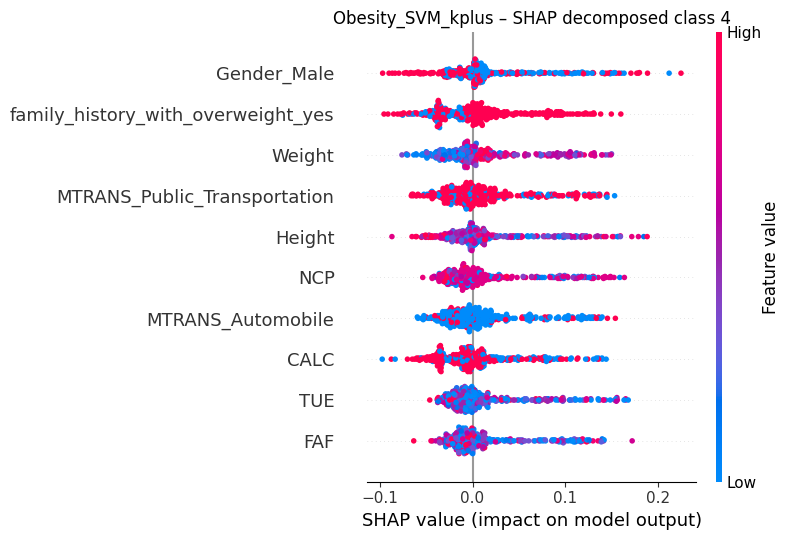 Obesity_SVM_kplus – SHAP decomposed class 4
High
Gender_Male
family_history_with_overweight_yes
Weight
MTRANS_Public_Transportation
Height
NCP
MTRANS_Automobile
CALC
TUE
FAF
Feature value
Low
−0.1 0.0 0.1 0.2
SHAP value (impact on model output)